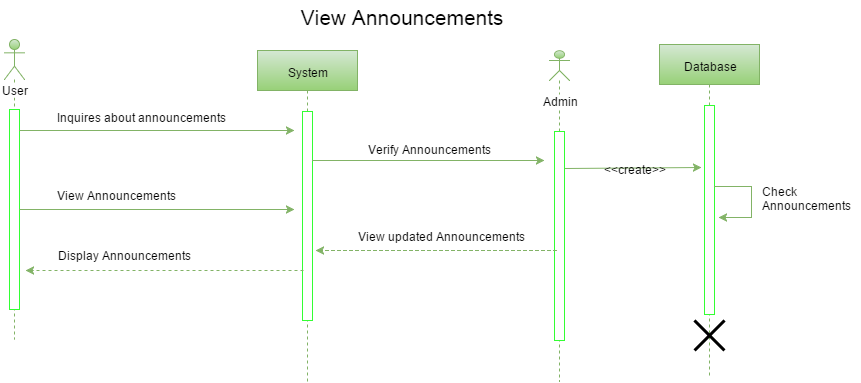 View Announcements
User
System
Admin
Database
Inquires about announcements
Verify Announcements
<<create>>
Check
Announcements
View Announcements
View updated Announcements
Display Announcements